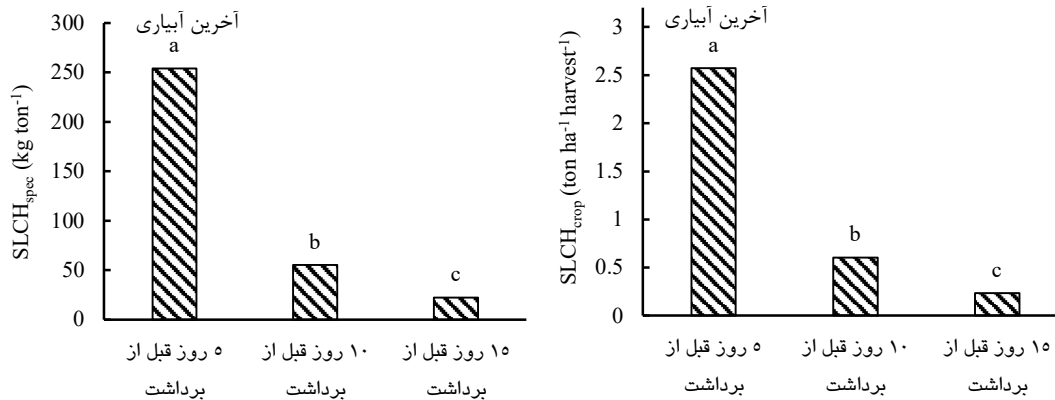 آخرین آبیاری
SLCH_spec (kg ton⁻¹)
300
250
200
150
100
50
0
a
b
c
۵ روز قبل از
برداشت
۱۰ روز قبل از
برداشت
۱۵ روز قبل از
برداشت
آخرین آبیاری
SLCH_crop (ton ha⁻¹ harvest⁻¹)
3
2.5
2
1.5
1
0.5
0
a
b
c
۵ روز قبل از
برداشت
۱۰ روز قبل از
برداشت
۱۵ روز قبل از
برداشت